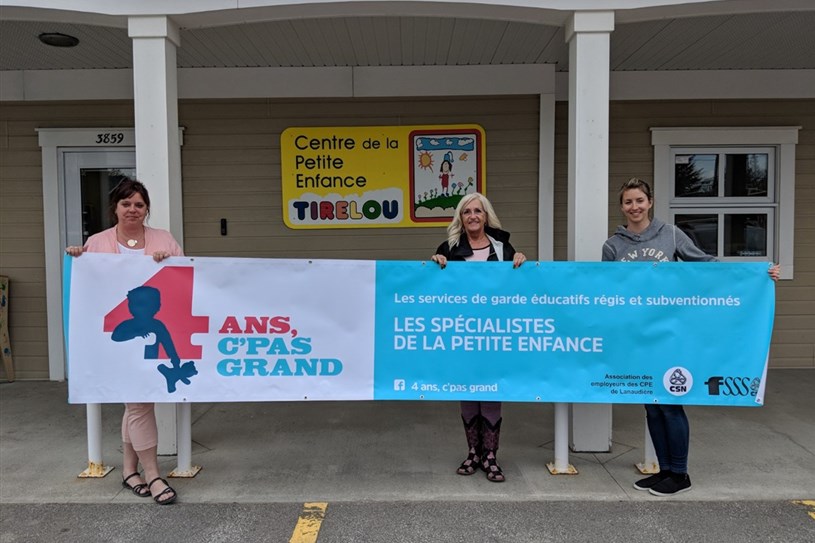 3859
Centre de la
Petite
Enfance
TIRELOU
NEW YORK
4 ANS,
C'PAS
GRAND
Les services de garde éducatifs régis et subventionnés
LES SPÉCIALISTES
DE LA PETITE ENFANCE
4 ans, c'pas grand
Association des
employeurs des CPE
de Lanaudière
CSN
fsss